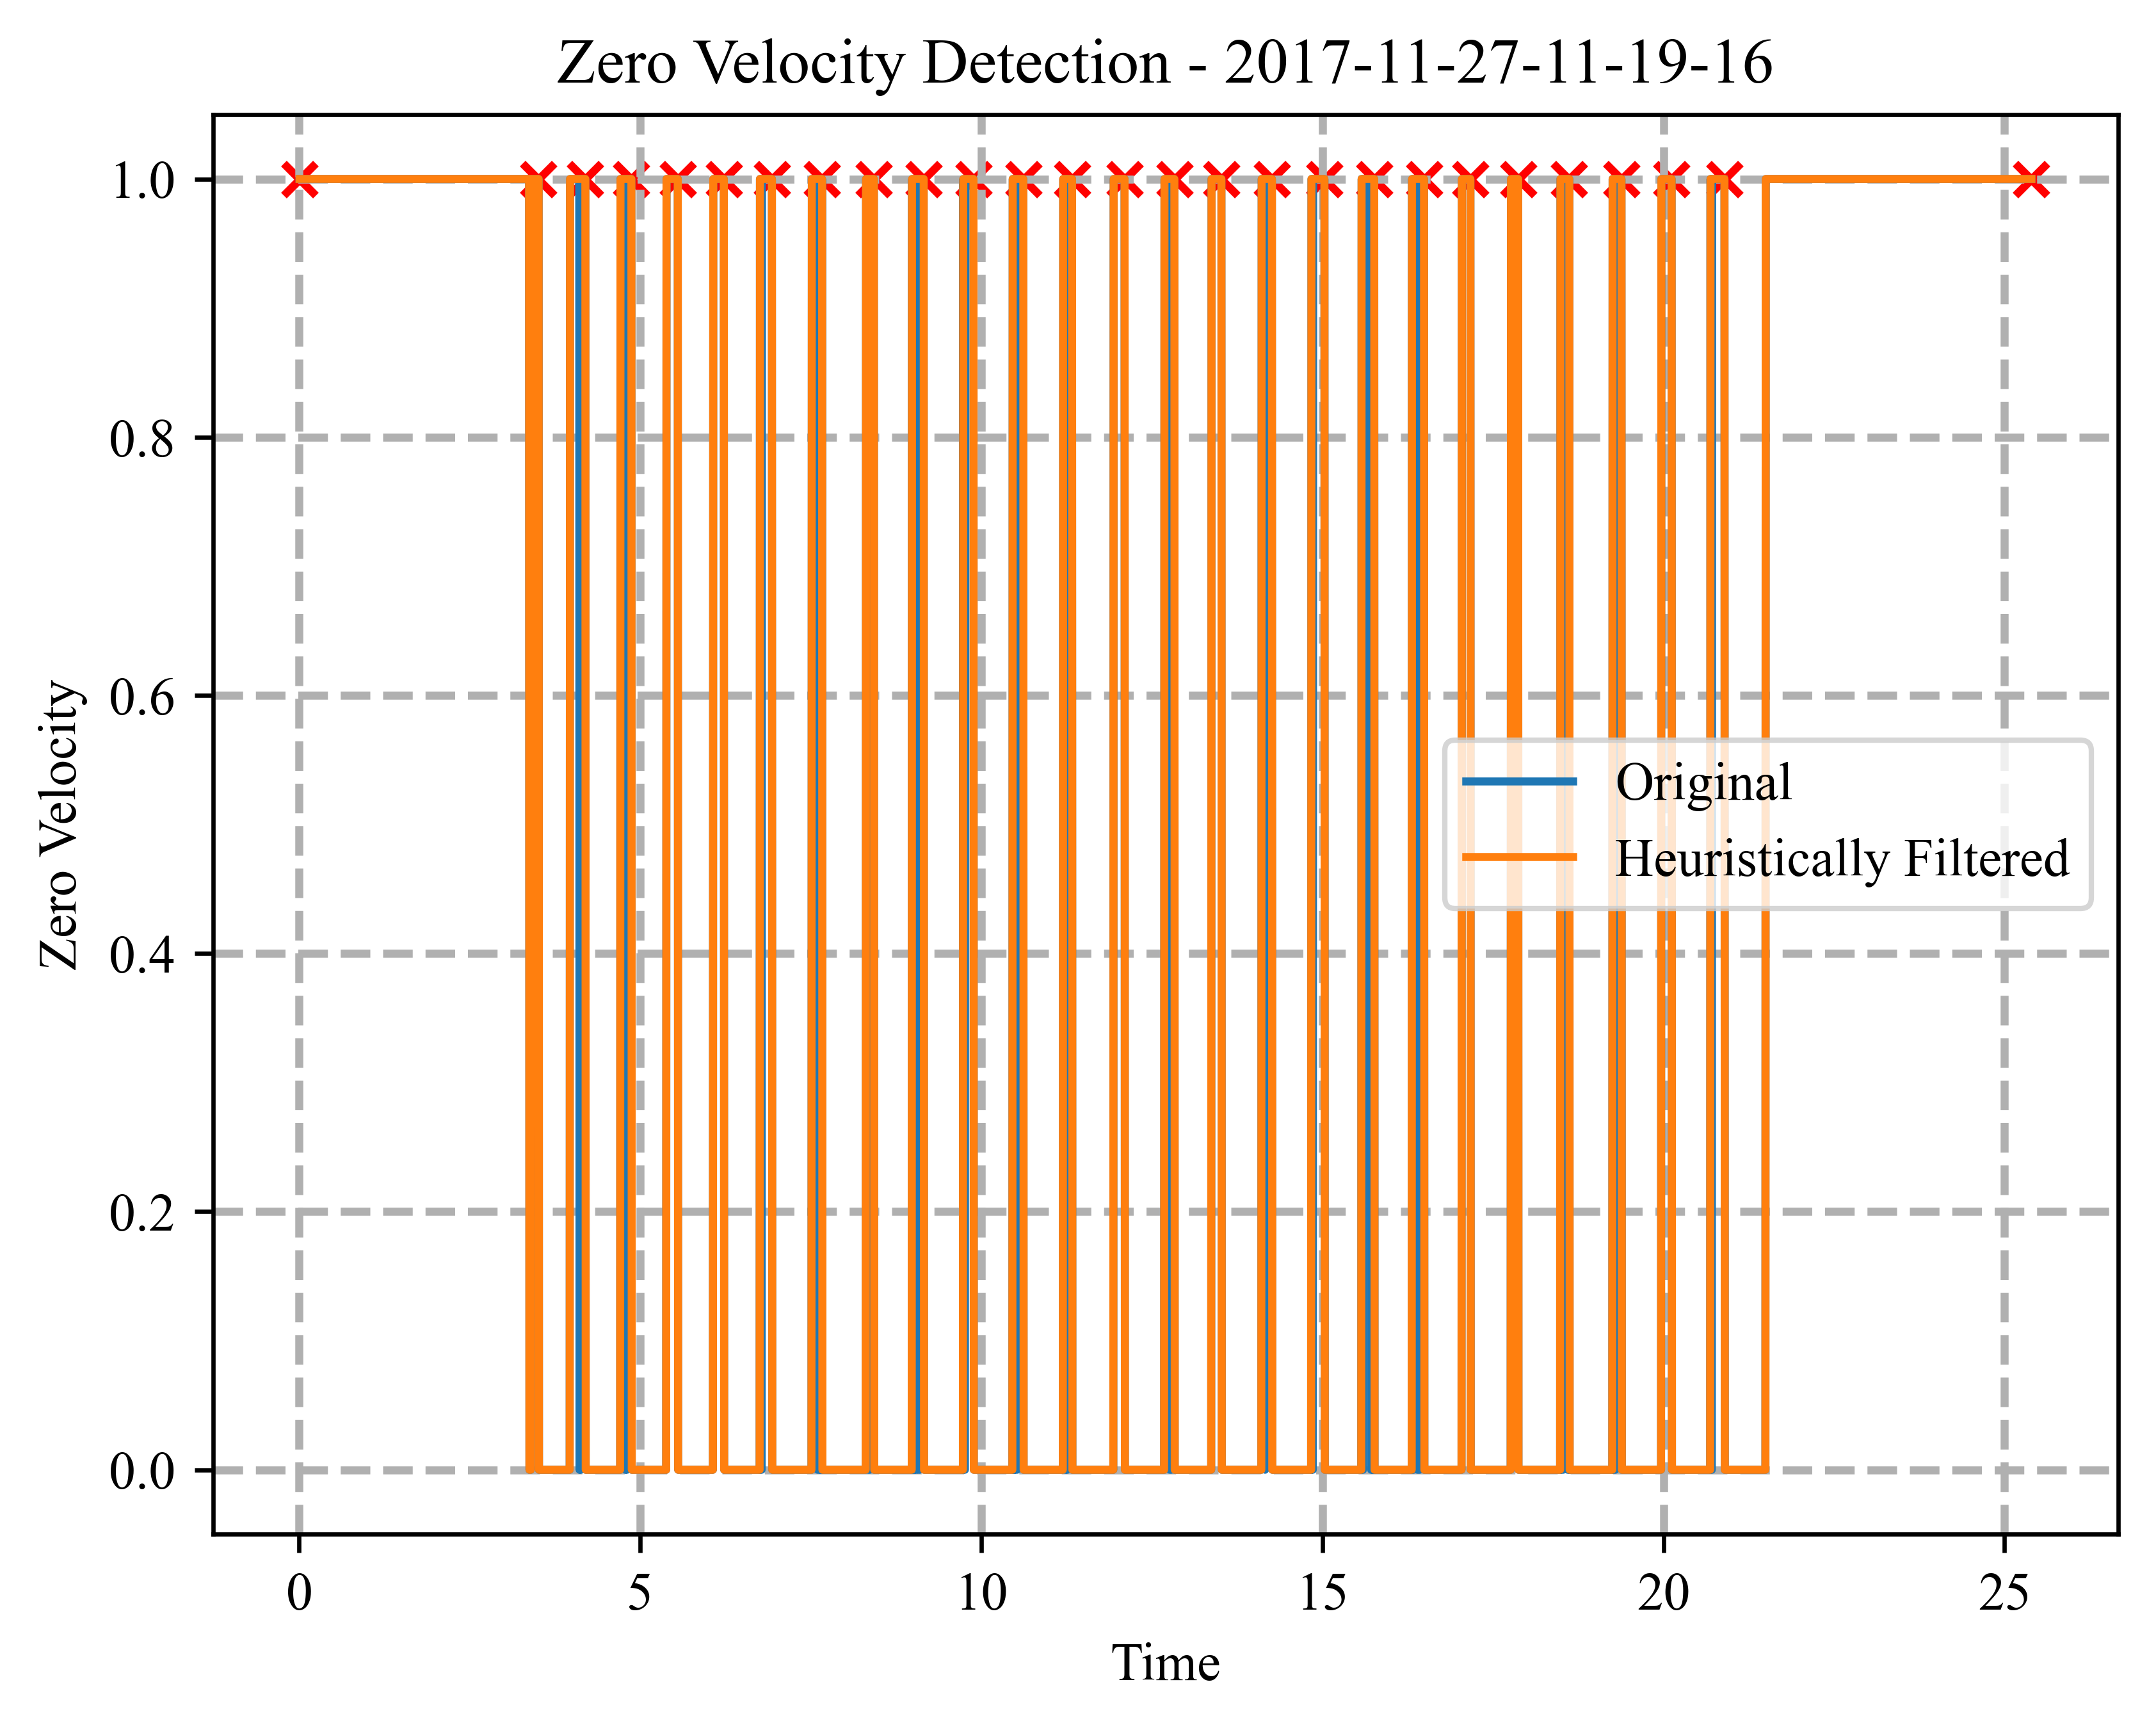 Zero Velocity Detection - 2017-11-27-11-19-16
1.0
0.8
0.6
0.4
0.2
0.0
Zero Velocity
Original
Heuristically Filtered
0 5 10 15 20 25
Time